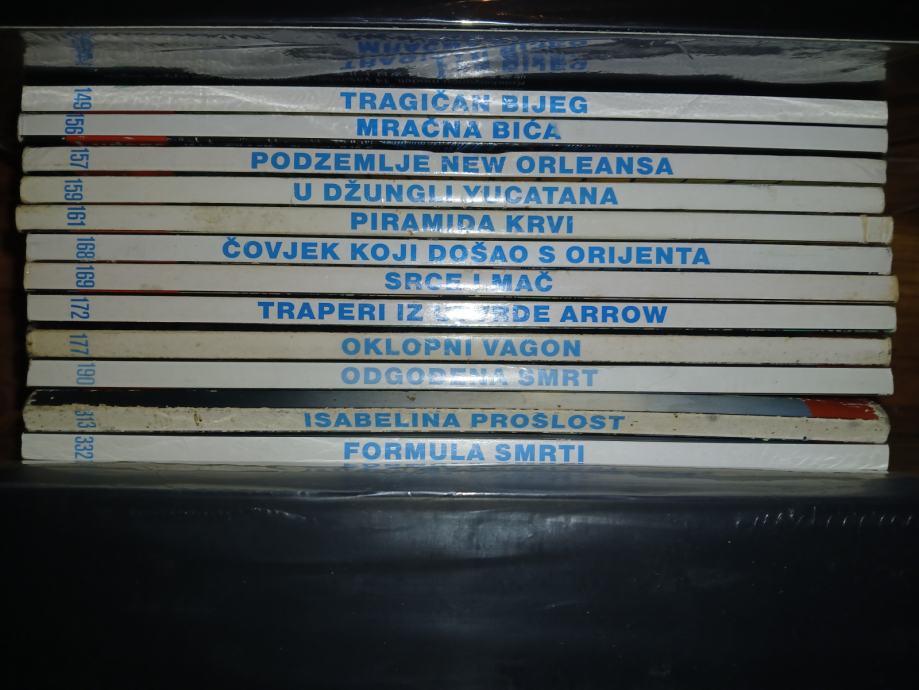 149 TRAGIČAN BIJEG
156 MRAČNA BIĆA
157 PODZEMLJE NEW ORLEANSA
159 U DŽUNGLI YUCATANA
161 PIRAMIDA KRVI
168 ČOVJEK KOJI DOŠAO S ORIJENTA
169 SRCE I MAČ
172 TRAPERI IZ ARROW
177 OKLOPNI VAGON
190 ODGOĐENA SMRT
313 ISABELINA PROŠLOST
332 FORMULA SMRTI